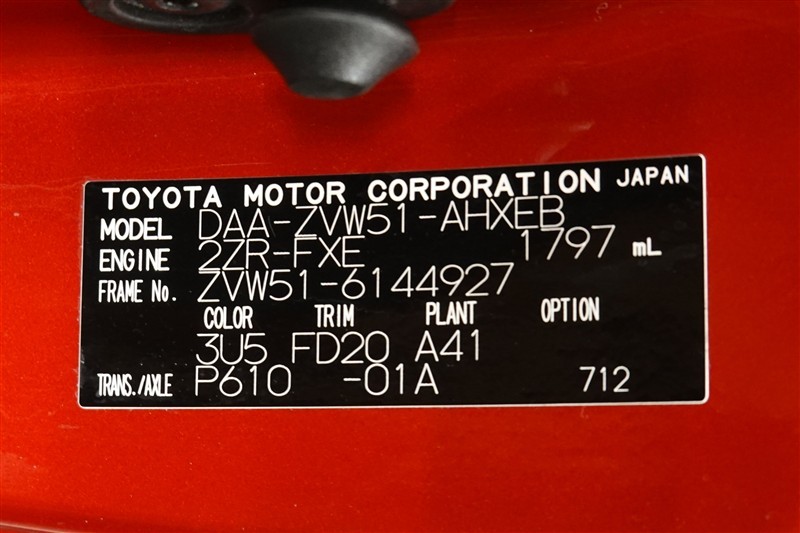 TOYOTA MOTOR CORPORATION JAPAN
MODEL DAA-ZVW51-AHXEB
ENGINE 2ZR-FXE 1797 mL
FRAME No. ZVW51-6144927
COLOR TRIM PLANT OPTION
3U5 FD20 A41
TRANS./AXLE P610 -01A 712